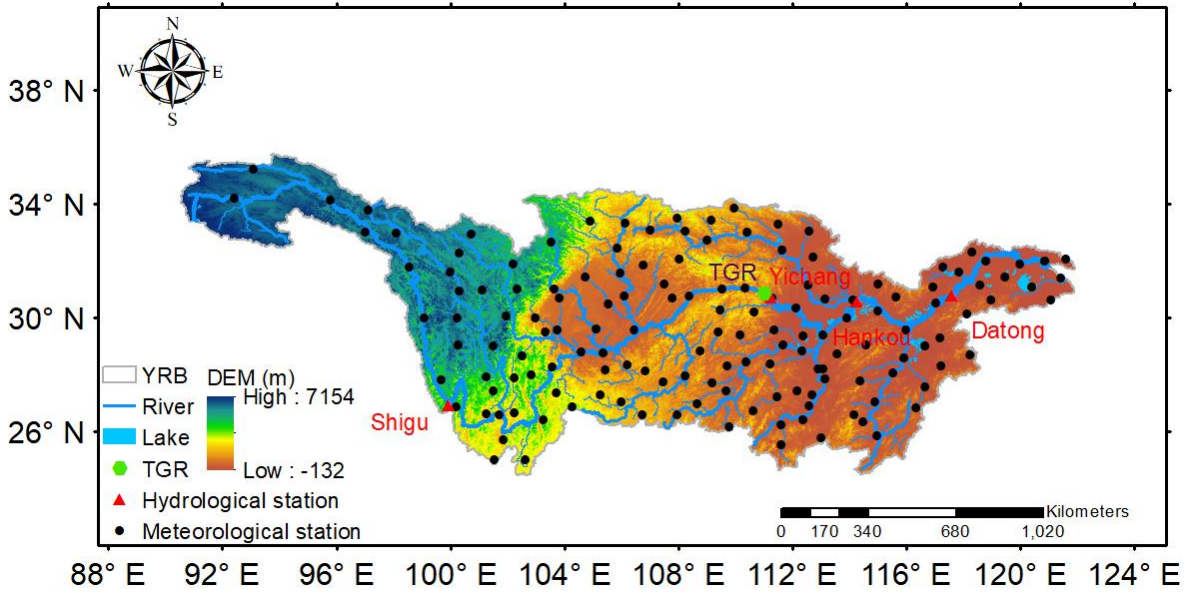 N
W E
S
38° N
34° N
30° N
26° N
TGR Yichang
Hankou
Datong
Shigu
YRB
River
Lake
TGR
Hydrological station
Meteorological station
DEM (m)
High : 7154
Low : -132
Kilometers
0 170 340 680 1,020
88° E 92° E 96° E 100° E 104° E 108° E 112° E 116° E 120° E 124° E